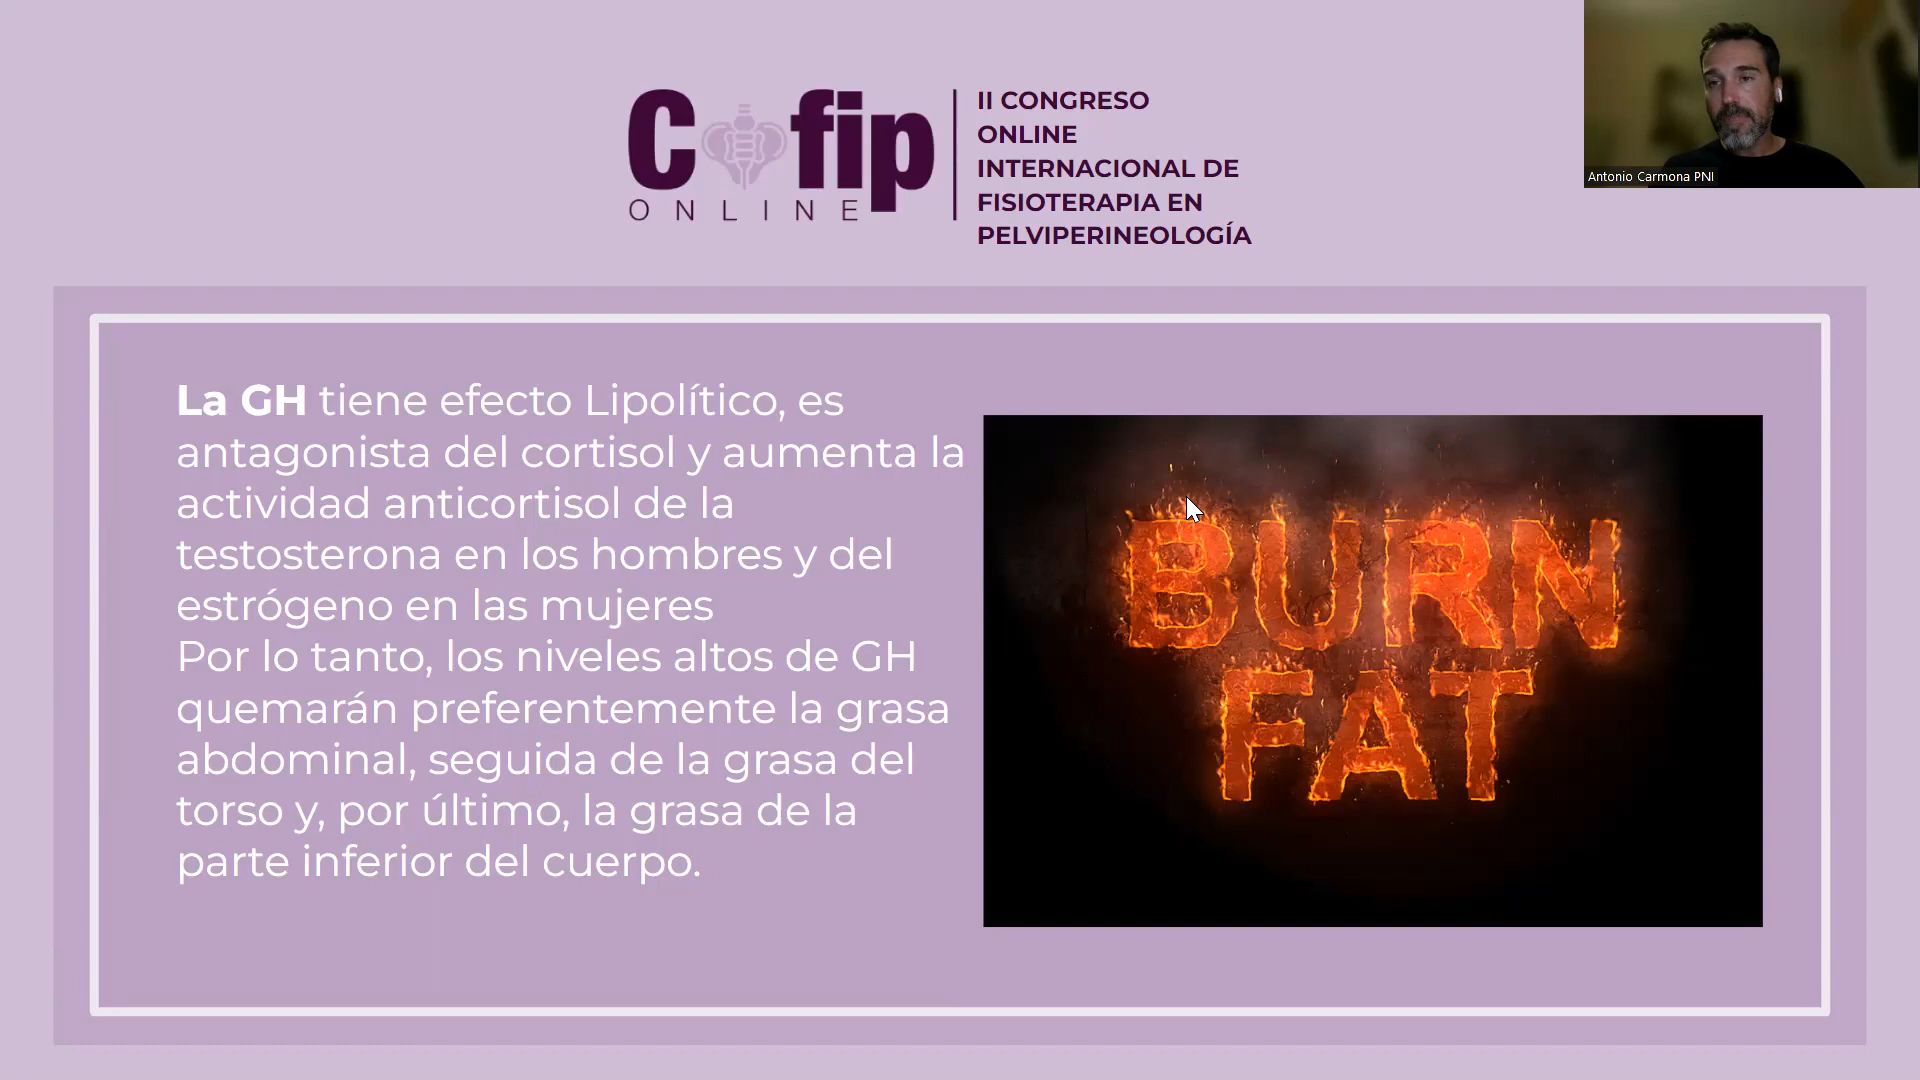 Cofip
ONLINE
II CONGRESO
ONLINE
INTERNACIONAL DE
FISIOTERAPIA EN
PELVIPERINEOLOGÍA
Antonio Carmona PNI
La GH tiene efecto Lipolítico, es
antagonista del cortisol y aumenta la
actividad anticortisol de la
testosterona en los hombres y del
estrógeno en las mujeres
Por lo tanto, los niveles altos de GH
quemarán preferentemente la grasa
abdominal, seguida de la grasa del
torso y, por último, la grasa de la
parte inferior del cuerpo.
BURN
FAT